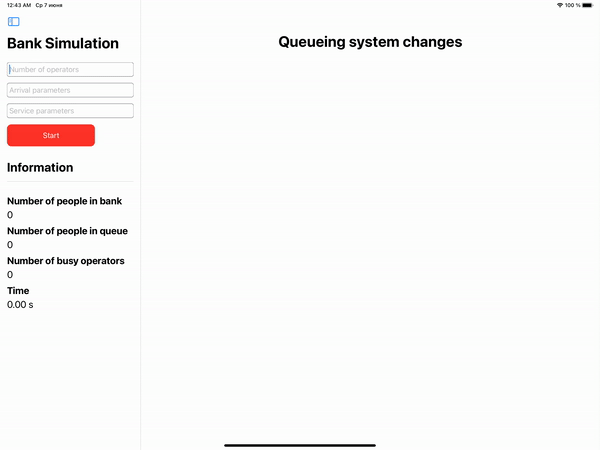 12:43 AM Ср 7 июня
100 %
Bank Simulation
Number of operators
Arrival parameters
Service parameters
Start
Information
Number of people in bank
0
Number of people in queue
0
Number of busy operators
0
Time
0.00 s
Queueing system changes